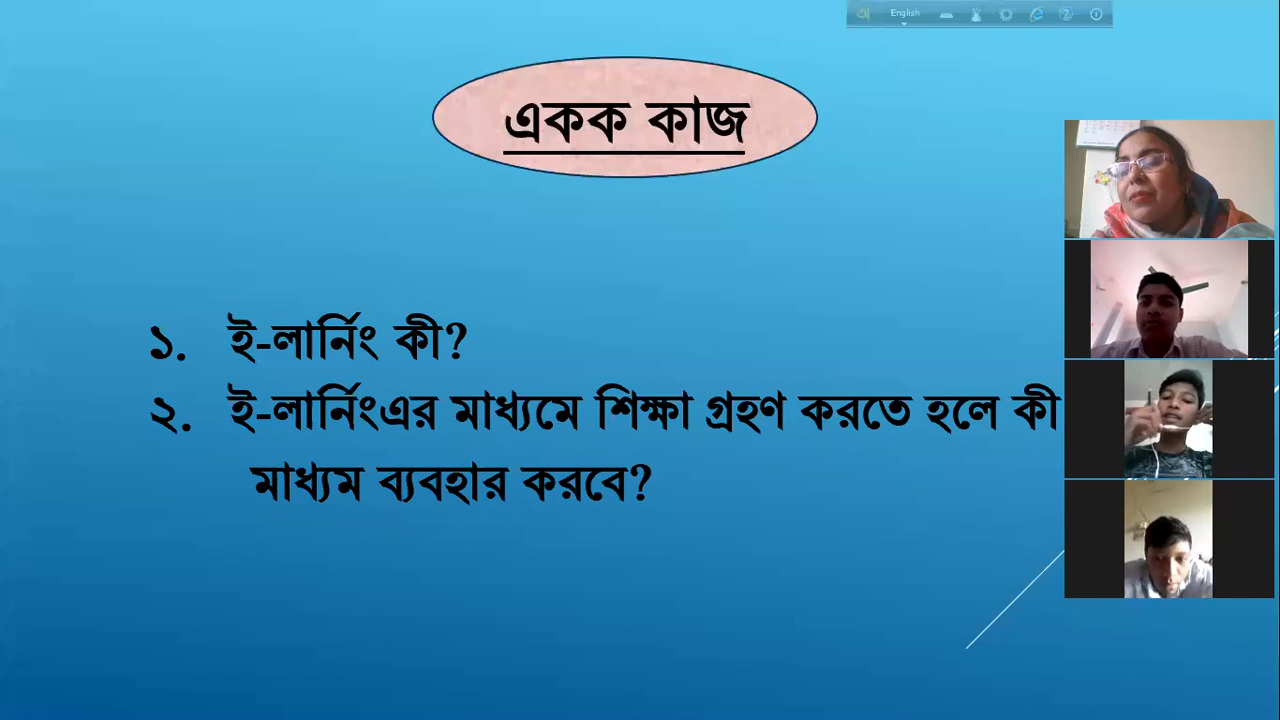 English
একক কাজ
১. ই-লার্নিং কী?
২. ই-লার্নিংএর মাধ্যমে শিক্ষা গ্রহণ করতে হলে কী
মাধ্যম ব্যবহার করবে?